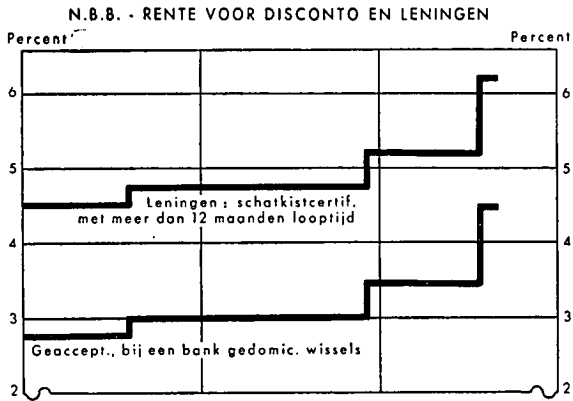 N.B.B. - RENTE VOOR DISCONTO EN LENINGEN
Percent Percent
6 6
5 5
Leningen : schatkistcertif.
met meer dan 12 maanden looptijd
4 4
3 3
Geaccept., bij een bank gedomic. wissels
2 2